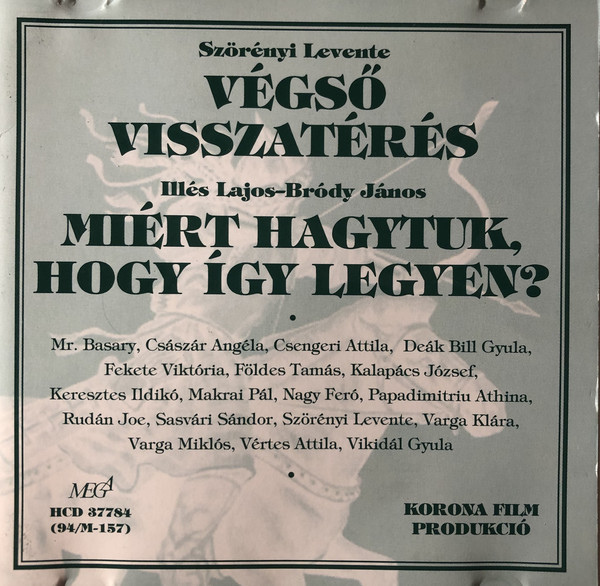 Szörényi Levente
VÉGSŐ
VISSZATÉRÉS
Illés Lajos–Bródy János
MIÉRT HAGYTUK,
HOGY ÍGY LEGYEN?
•
Mr. Basary, Császár Angéla, Csengeri Attila, Deák Bill Gyula,
Fekete Viktória, Földes Tamás, Kalapács József,
Keresztes Ildikó, Makrai Pál, Nagy Feró, Papadimitriu Athina,
Rudán Joe, Sasvári Sándor, Szörényi Levente, Varga Klára,
Varga Miklós, Vértes Attila, Vikidál Gyula
•
MEGA
HCD 37784
(94/M-157)
KORONA FILM
PRODUKCIÓ